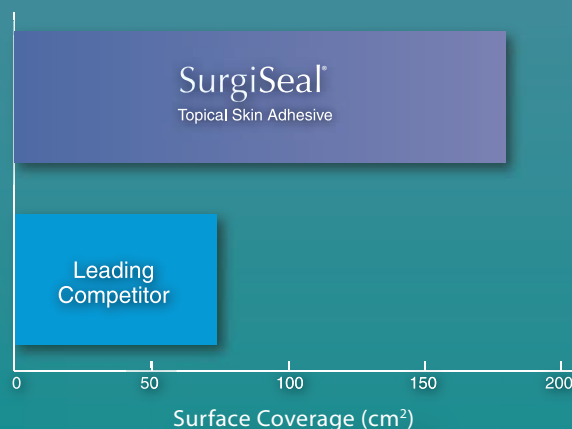 SurgiSeal®
Topical Skin Adhesive
Leading
Competitor
0 50 100 150 200
Surface Coverage (cm²)